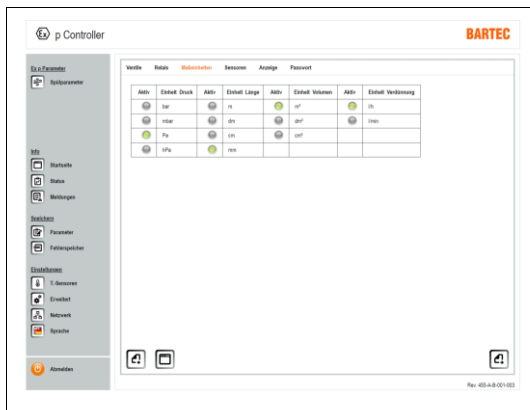 Ex p Controller
BARTEC
Ex p Parameter
Spülparameter
Info
Startseite
Status
Meldungen
Speichern
Parameter
Fehlerspeicher
Einstellungen
T.-Sensoren
Erweitert
Netzwerk
Sprache
Abmelden
Ventile Relais Maßeinheiten Sensoren Anzeige Passwort
Aktiv Einheit Druck Aktiv Einheit Länge Aktiv Einheit Volumen Aktiv Einheit Verdünnung
bar m m³ l/h
mbar dm dm³ l/min
Pa cm cm³
hPa mm
Rev. 400-A-B-001-003